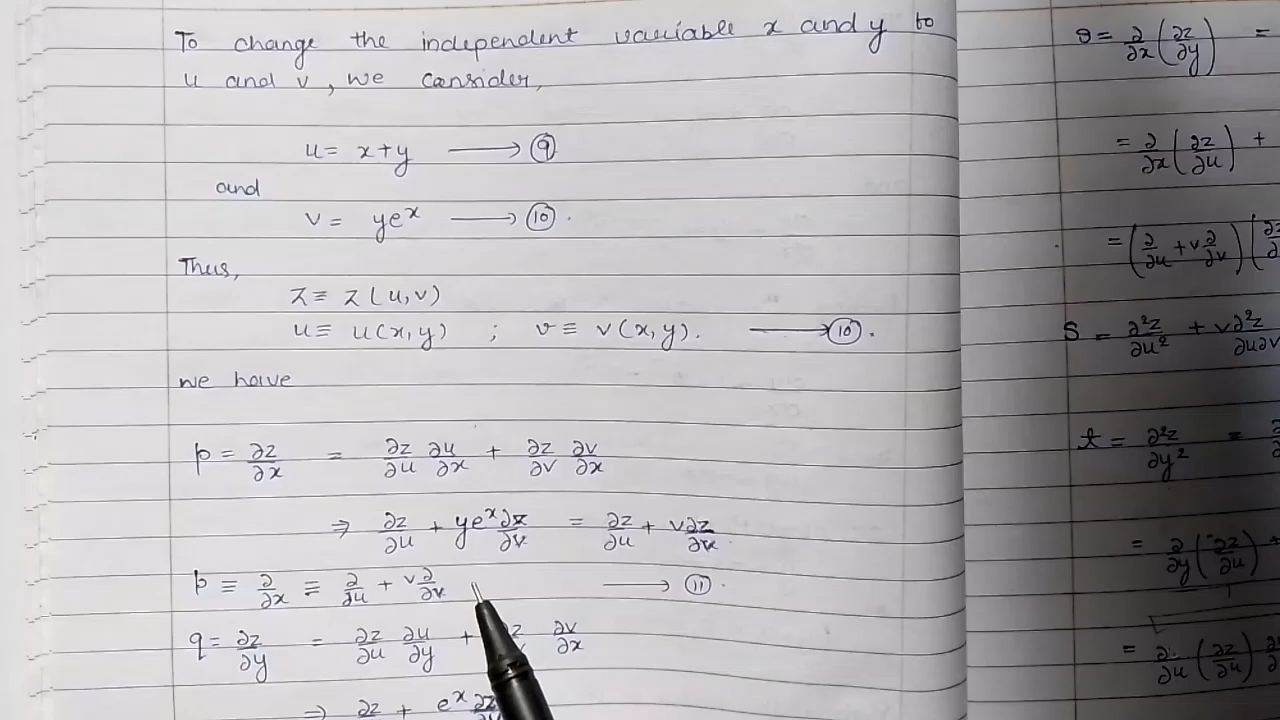 To change the independent variable x and y to
u and v, we consider,
u = x+y ⟶ ⑨
and
v = ye^x ⟶ ⑩.
Thus,
z ≡ z(u,v)
u ≡ u(x,y) ; v ≡ v(x,y). ⟶ ⑩.
we have
p = ∂z/∂x = ∂z/∂u ∂u/∂x + ∂z/∂v ∂v/∂x
⇒ ∂z/∂u + ye^x ∂z/∂v = ∂z/∂u + v∂z/∂v.
p ≡ ∂/∂x ≡ ∂/∂u + v∂/∂v ⟶ ⑪.
q = ∂z/∂y = ∂z/∂u ∂u/∂y + ∂v/∂x
⇒ ∂z + e^x ∂z
= ∂/∂x (∂z/∂y) =
= ∂/∂x (∂z/∂u) +
= (∂/∂u + v∂/∂v) (
S = ∂²z/∂u² + v∂²z/∂u∂v
t = ∂²z/∂y² =
= ∂/∂y (∂z/∂u) +
= ∂/∂u (∂z/∂u)